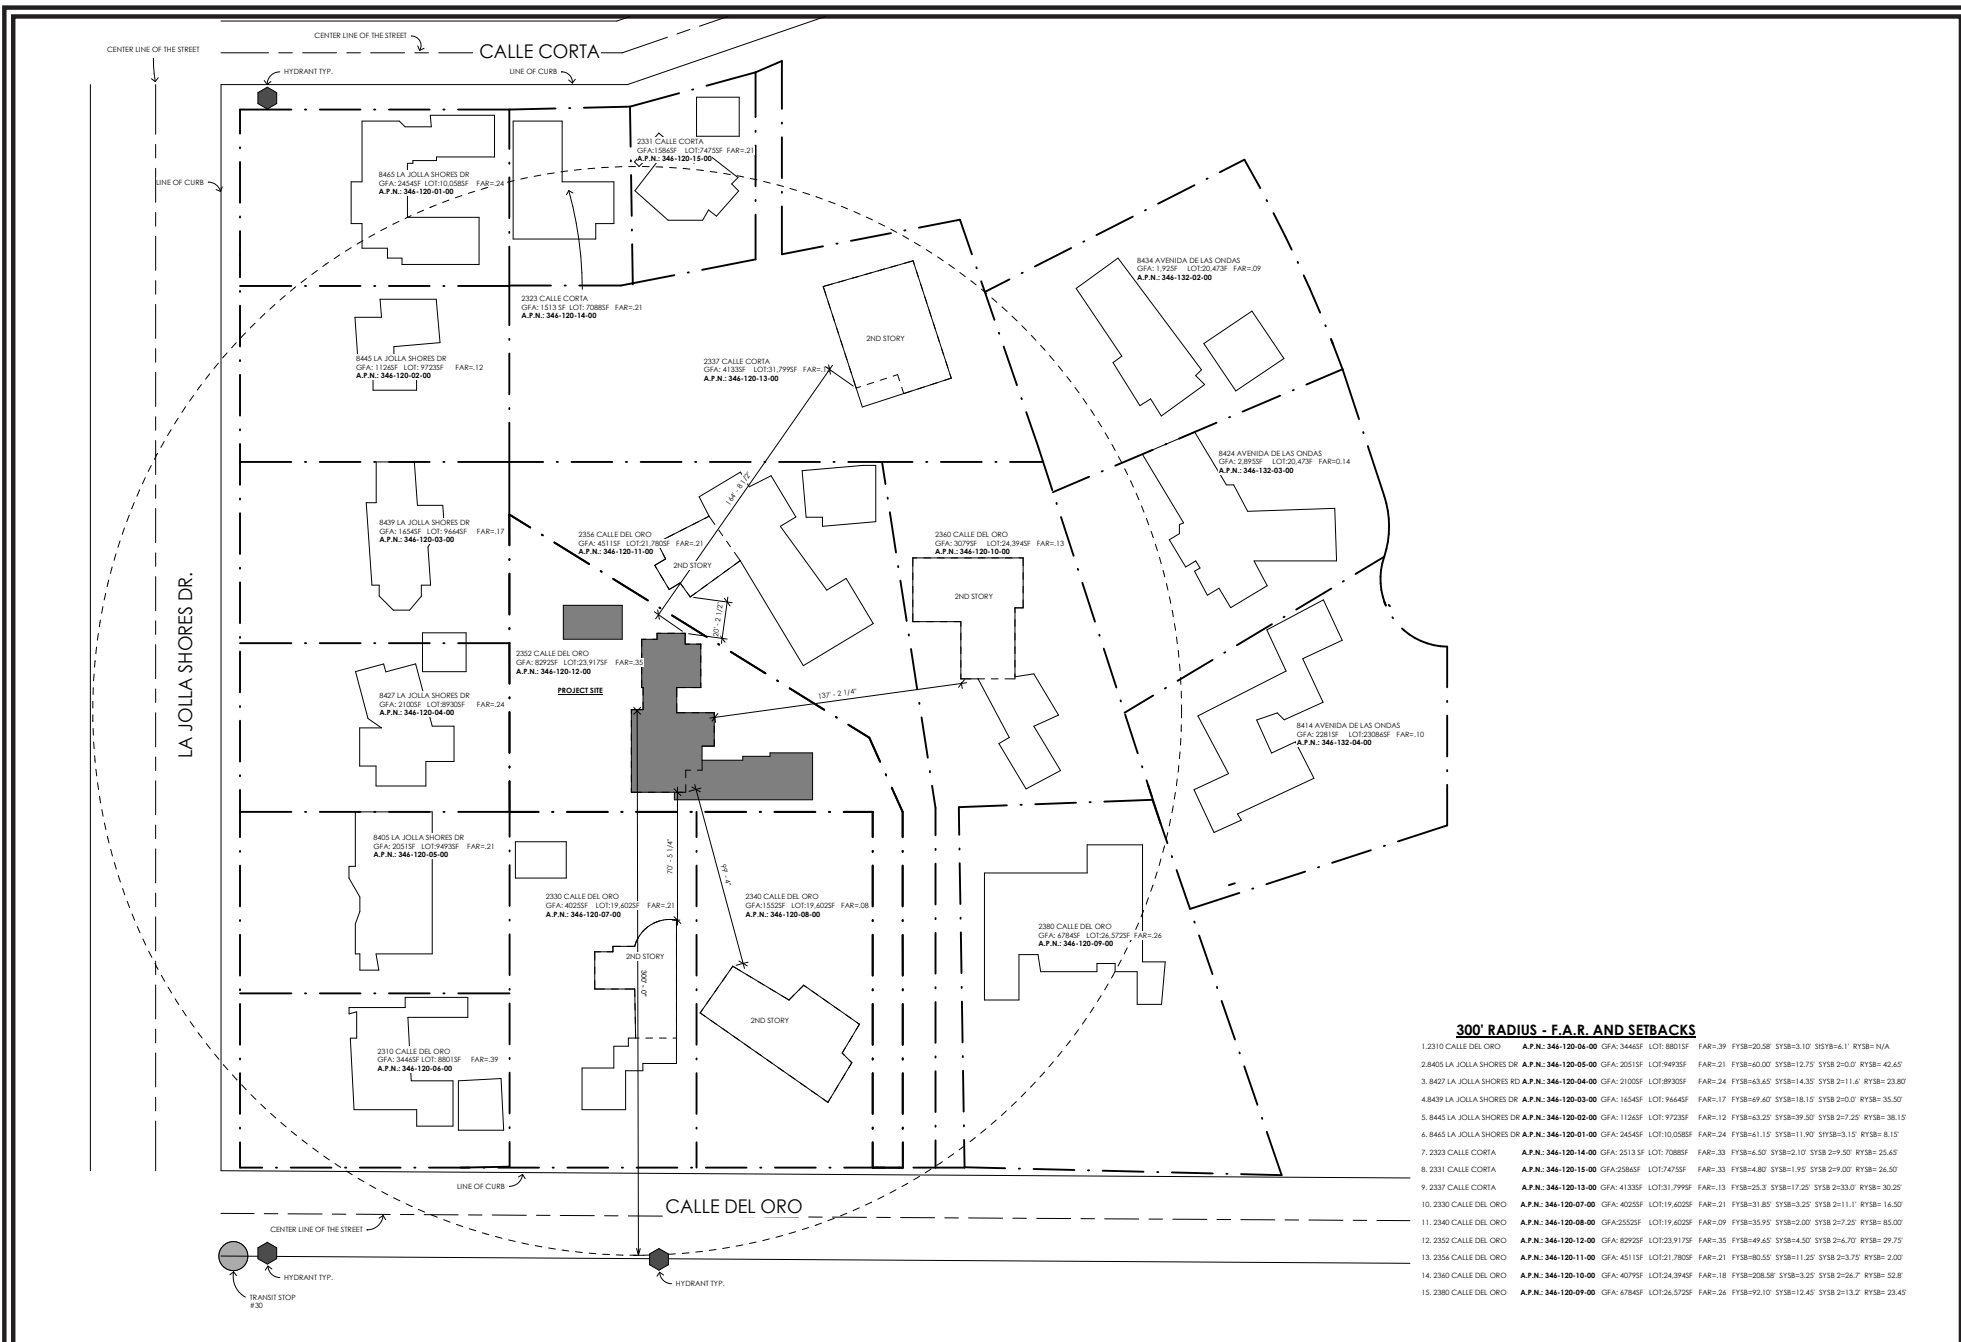 CENTER LINE OF THE STREET
CENTER LINE OF THE STREET
CALLE CORTA
HYDRANT TYP.
LINE OF CURB
LINE OF CURB
2331 CALLE CORTA
GFA:1586SF LOT:7475SF FAR=.21
A.P.N.: 346-120-15-00
8465 LA JOLLA SHORES DR
GFA: 2454SF LOT:10,058SF FAR=.24
A.P.N.: 346-120-01-00
8434 AVENIDA DE LAS ONDAS
GFA: 1,925F LOT:20,473F FAR=.09
A.P.N.: 346-132-02-00
2323 CALLE CORTA
GFA: 1513 SF LOT: 7088SF FAR=.21
A.P.N.: 346-120-14-00
2ND STORY
8445 LA JOLLA SHORES DR
GFA: 1126SF LOT: 9723SF FAR=.12
A.P.N.: 346-120-02-00
2337 CALLE CORTA
GFA: 4133SF LOT:31,799SF
A.P.N.: 346-120-13-00
8424 AVENIDA DE LAS ONDAS
GFA: 2,895SF LOT:20,473F FAR=0.14
A.P.N.: 346-132-03-00
164' - 8 1/2"
8439 LA JOLLA SHORES DR
GFA: 1654SF LOT: 9664SF FAR=.17
A.P.N.: 346-120-03-00
2356 CALLE DEL ORO
GFA: 4511SF LOT:21,780SF FAR=.21
A.P.N.: 346-120-11-00
2ND STORY
2360 CALLE DEL ORO
GFA: 3079SF LOT:24,394SF FAR=.13
A.P.N.: 346-120-10-00
2ND STORY
20' - 2 1/2"
LA JOLLA SHORES DR.
2352 CALLE DEL ORO
GFA: 8292SF LOT:23,917SF FAR=.35
A.P.N.: 346-120-12-00
PROJECT SITE
137' - 2 1/4"
8427 LA JOLLA SHORES DR
GFA: 2100SF LOT:8930SF FAR=.24
A.P.N.: 346-120-04-00
8414 AVENIDA DE LAS ONDAS
GFA: 2281SF LOT:23086SF FAR=.10
A.P.N.: 346-132-04-00
8405 LA JOLLA SHORES DR
GFA: 2051SF LOT:9493SF FAR=.21
A.P.N.: 346-120-05-00
70' - 5 1/4"
99' - 4"
2330 CALLE DEL ORO
GFA: 4025SF LOT:19,602SF FAR=.21
A.P.N.: 346-120-07-00
2340 CALLE DEL ORO
GFA:1552SF LOT:19,602SF FAR=.08
A.P.N.: 346-120-08-00
2380 CALLE DEL ORO
GFA: 6784SF LOT:26,572SF FAR=.26
A.P.N.: 346-120-09-00
2ND STORY
300' - 0"
2ND STORY
2310 CALLE DEL ORO
GFA: 3446SF LOT: 8801SF FAR=.39
A.P.N.: 346-120-06-00
LINE OF CURB
CALLE DEL ORO
CENTER LINE OF THE STREET
HYDRANT TYP.
HYDRANT TYP.
TRANSIT STOP
#30
300' RADIUS - F.A.R. AND SETBACKS
1.2310 CALLE DEL ORO A.P.N.: 346-120-06-00 GFA: 3446SF LOT: 8801SF FAR=.39 FYSB=20.58' SYSB=3.10' StSYB=6.1' RYSB= N/A
2.8405 LA JOLLA SHORES DR A.P.N.: 346-120-05-00 GFA: 2051SF LOT:9493SF FAR=.21 FYSB=60.00' SYSB=12.75' SYSB 2=0.0' RYSB= 42.65'
3. 8427 LA JOLLA SHORES RD A.P.N.: 346-120-04-00 GFA: 2100SF LOT:8930SF FAR=.24 FYSB=63.65' SYSB=14.35' SYSB 2=11.6' RYSB= 23.80'
4.8439 LA JOLLA SHORES DR A.P.N.: 346-120-03-00 GFA: 1654SF LOT: 9664SF FAR=.17 FYSB=69.60' SYSB=18.15' SYSB 2=0.0' RYSB= 35.50'
5. 8445 LA JOLLA SHORES DR A.P.N.: 346-120-02-00 GFA: 1126SF LOT: 9723SF FAR=.12 FYSB=63.25' SYSB=39.50' SYSB 2=7.25' RYSB= 38.15'
6. 8465 LA JOLLA SHORES DR A.P.N.: 346-120-01-00 GFA: 2454SF LOT:10,058SF FAR=.24 FYSB=61.15' SYSB=11.90' StYSB=3.15' RYSB= 8.15'
7. 2323 CALLE CORTA A.P.N.: 346-120-14-00 GFA: 2513 SF LOT: 7088SF FAR=.33 FYSB=6.50' SYSB=2.10' SYSB 2=9.50' RYSB= 25.65'
8. 2331 CALLE CORTA A.P.N.: 346-120-15-00 GFA:2586SF LOT:7475SF FAR=.33 FYSB=4.80' SYSB=1.95' SYSB 2=9.00' RYSB= 26.50'
9. 2337 CALLE CORTA A.P.N.: 346-120-13-00 GFA: 4133SF LOT:31,799SF FAR=.13 FYSB=25.3' SYSB=17.25' SYSB 2=33.0' RYSB= 30.25'
10. 2330 CALLE DEL ORO A.P.N.: 346-120-07-00 GFA: 4025SF LOT:19,602SF FAR=.21 FYSB=31.85' SYSB=3.25' SYSB 2=11.1' RYSB= 16.50'
11. 2340 CALLE DEL ORO A.P.N.: 346-120-08-00 GFA:2552SF LOT:19,602SF FAR=.09 FYSB=35.95' SYSB=2.00' SYSB 2=7.25' RYSB= 85.00'
12. 2352 CALLE DEL ORO A.P.N.: 346-120-12-00 GFA: 8292SF LOT:23,917SF FAR=.35 FYSB=49.65' SYSB=4.50' SYSB 2=6.70' RYSB= 29.75'
13. 2356 CALLE DEL ORO A.P.N.: 346-120-11-00 GFA: 4511SF LOT:21,780SF FAR=.21 FYSB=80.55' SYSB=11.25' SYSB 2=3.75' RYSB= 2.00'
14. 2360 CALLE DEL ORO A.P.N.: 346-120-10-00 GFA: 4079SF LOT:24,394SF FAR=.18 FYSB=208.58' SYSB=3.25' SYSB 2=26.7' RYSB= 52.8'
15. 2380 CALLE DEL ORO A.P.N.: 346-120-09-00 GFA: 6784SF LOT:26,572SF FAR=.26 FYSB=92.10' SYSB=12.45' SYSB 2=13.2' RYSB= 23.45'